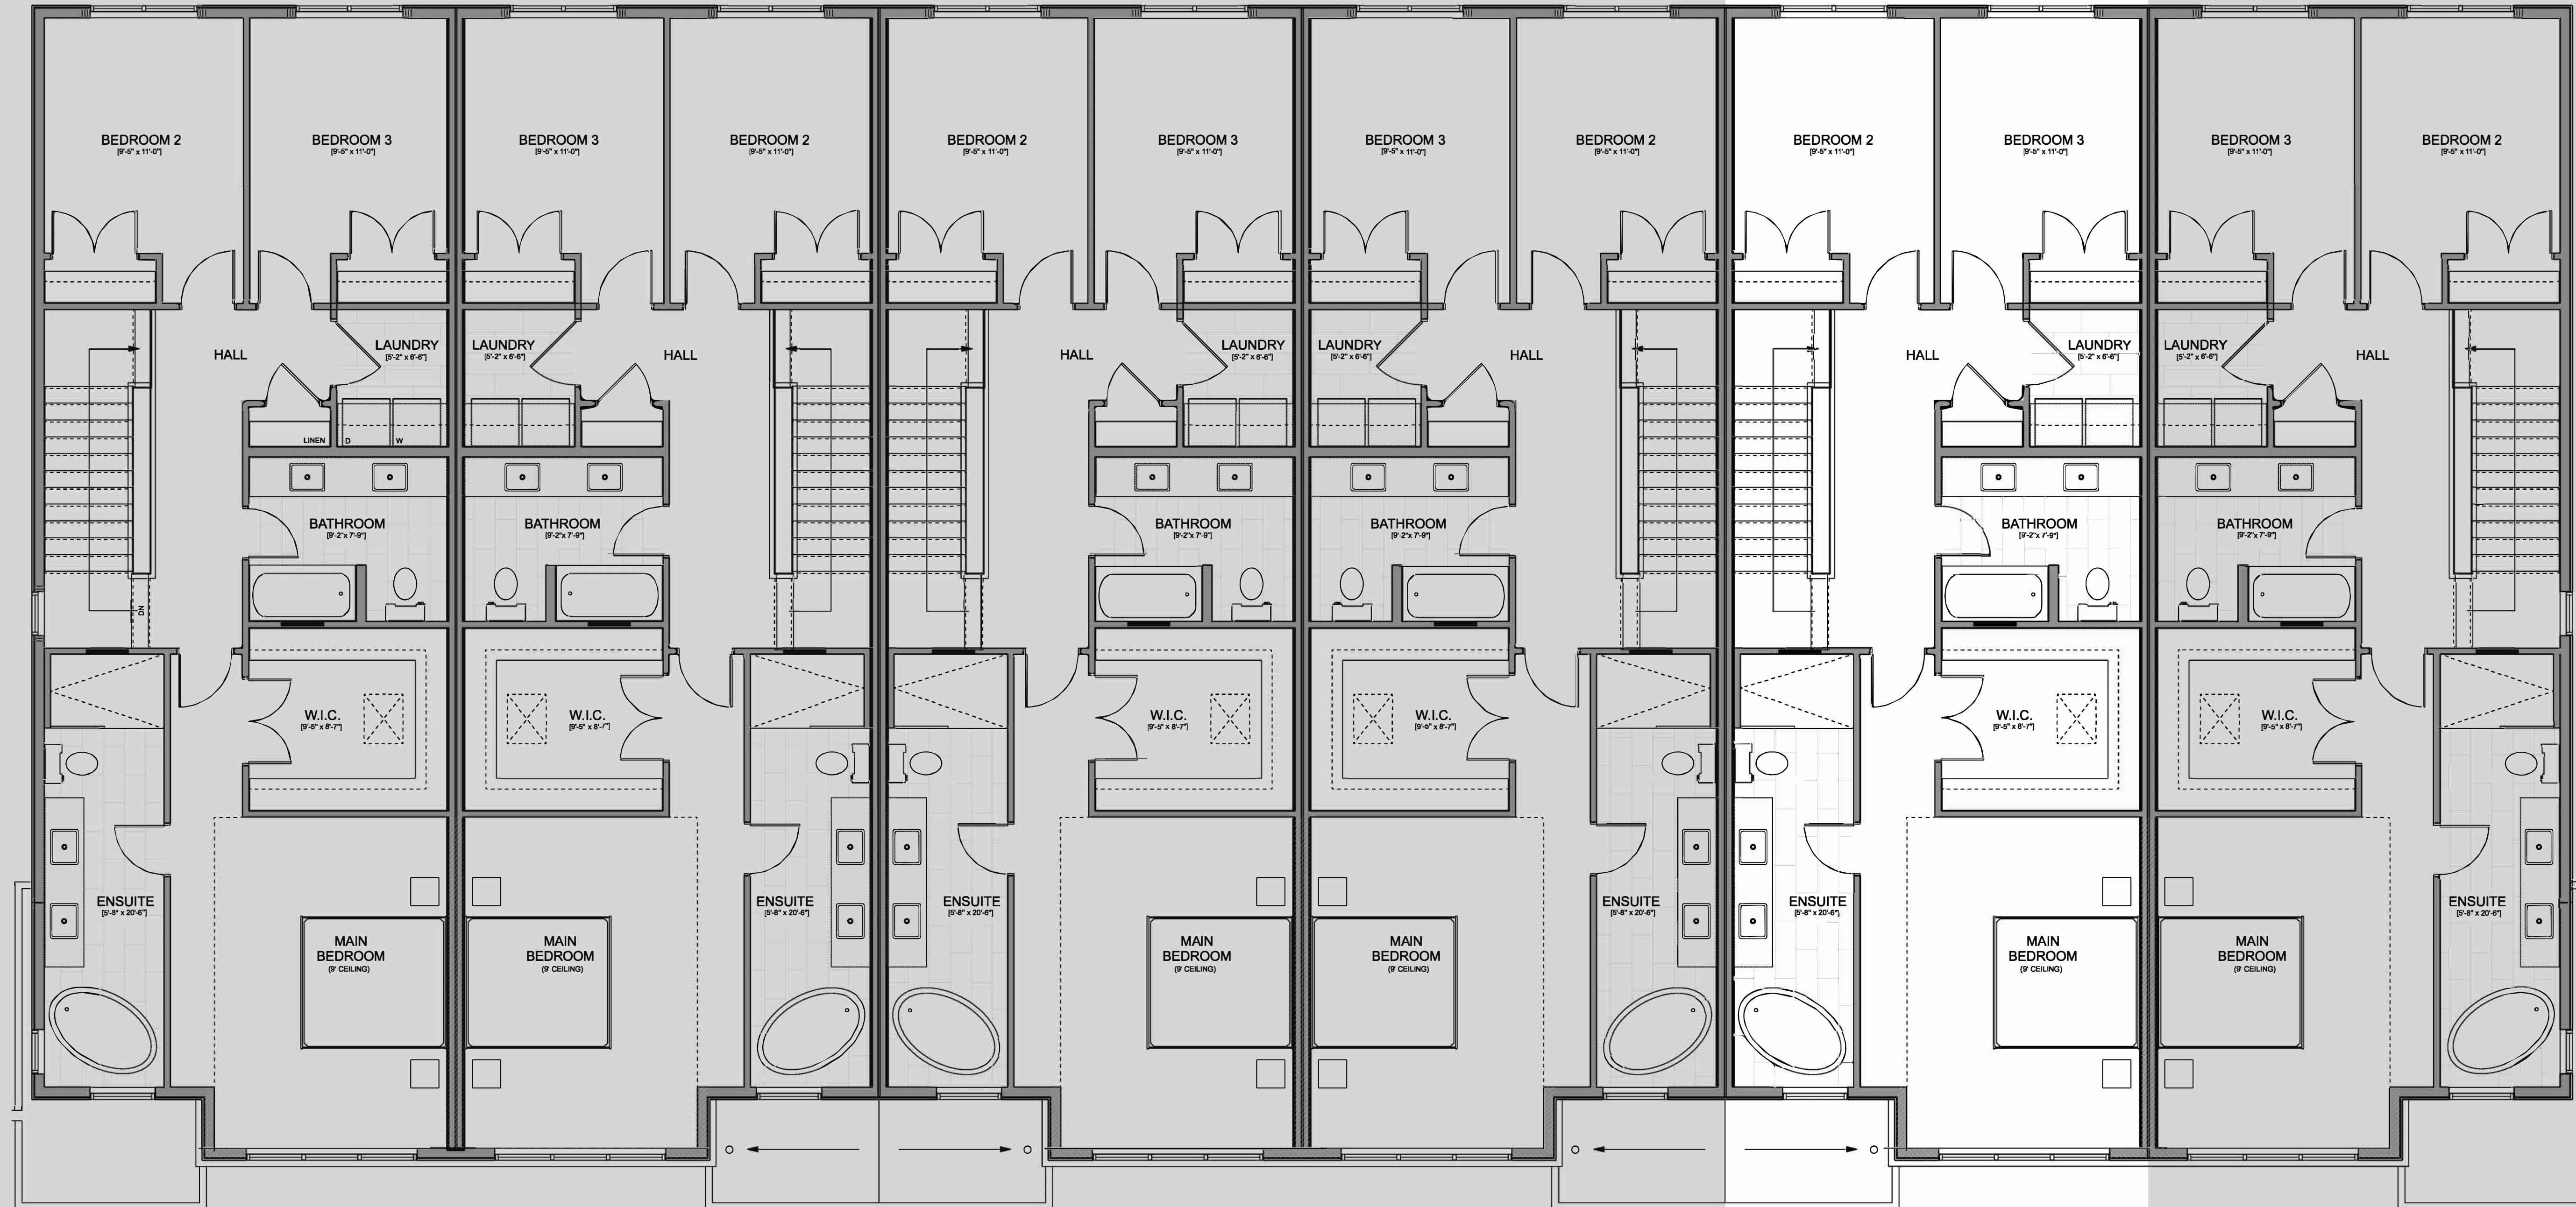 BEDROOM 2
[9'-5" x 11'-0"]
BEDROOM 3
[9'-5" x 11'-0"]
BEDROOM 3
[9'-5" x 11'-0"]
BEDROOM 2
[9'-5" x 11'-0"]
BEDROOM 2
[9'-5" x 11'-0"]
BEDROOM 3
[9'-5" x 11'-0"]
BEDROOM 3
[9'-5" x 11'-0"]
BEDROOM 2
[9'-5" x 11'-0"]
BEDROOM 2
[9'-5" x 11'-0"]
BEDROOM 3
[9'-5" x 11'-0"]
BEDROOM 3
[9'-5" x 11'-0"]
BEDROOM 2
[9'-5" x 11'-0"]
HALL
LAUNDRY
[5'-2" x 6'-6"]
LAUNDRY
[5'-2" x 6'-6"]
HALL
HALL
LAUNDRY
[5'-2" x 6'-6"]
LAUNDRY
[5'-2" x 6'-6"]
HALL
HALL
LAUNDRY
[5'-2" x 6'-6"]
LAUNDRY
[5'-2" x 6'-6"]
HALL
LINEN
D
W
BATHROOM
[9'-2"x 7'-9"]
BATHROOM
[9'-2"x 7'-9"]
BATHROOM
[9'-2"x 7'-9"]
BATHROOM
[9'-2"x 7'-9"]
BATHROOM
[9'-2"x 7'-9"]
BATHROOM
[9'-2"x 7'-9"]
DN
W.I.C.
[9'-5" x 8'-7"]
W.I.C.
[9'-5" x 8'-7"]
W.I.C.
[9'-5" x 8'-7"]
W.I.C.
[9'-5" x 8'-7"]
W.I.C.
[9'-5" x 8'-7"]
W.I.C.
[9'-5" x 8'-7"]
ENSUITE
[5'-8" x 20'-6"]
ENSUITE
[5'-8" x 20'-6"]
ENSUITE
[5'-8" x 20'-6"]
ENSUITE
[5'-8" x 20'-6"]
ENSUITE
[5'-8" x 20'-6"]
ENSUITE
[5'-8" x 20'-6"]
MAIN
BEDROOM
(9' CEILING)
MAIN
BEDROOM
(9' CEILING)
MAIN
BEDROOM
(9' CEILING)
MAIN
BEDROOM
(9' CEILING)
MAIN
BEDROOM
(9' CEILING)
MAIN
BEDROOM
(9' CEILING)